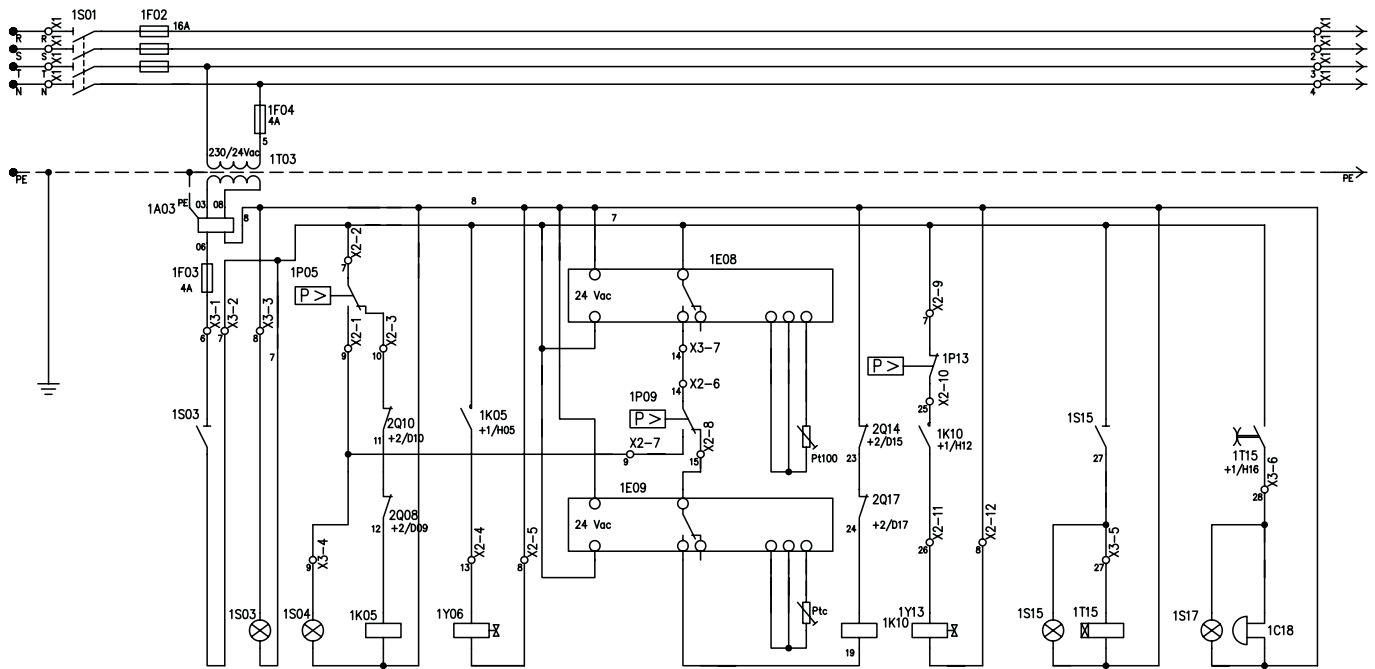 1S01 1F02
X1 16A X1
R R 1
X1 X1
S S 2
X1 X1
T T 3
X1 X1
N N 4
1F04
4A
5
230/24Vac
1T03
PE PE
1A03 PE 03 08 8 8
7
06
X2-2
7
1F03
4A
1P05
P >
1E08
24 Vac
X2-9
7
X3-1 X3-2 X3-3
6 7 8
7
X2-1 X2-3
9 10
X3-7
14
X2-6
14
1P13
P >
X2-10
25
1P09
P >
1S03
2Q10
11 +2/D10
1K05
+1/H05
X2-7
9
X2-8
15
Pt100
2Q14
+2/D15
23
1K10
+1/H12
1S15
27
1T15
+1/H16
X3-6
28
1E09
24 Vac
2Q08
12 +2/D09
2Q17
24 +2/D17
X3-4
9
X2-4
13
X2-5
8
X2-11
26
X2-12
8
X3-5
27
Ptc
1S03 1S04 1K05 1Y06 1K10 1Y13 1S15 1T15 1S17 1C18
19